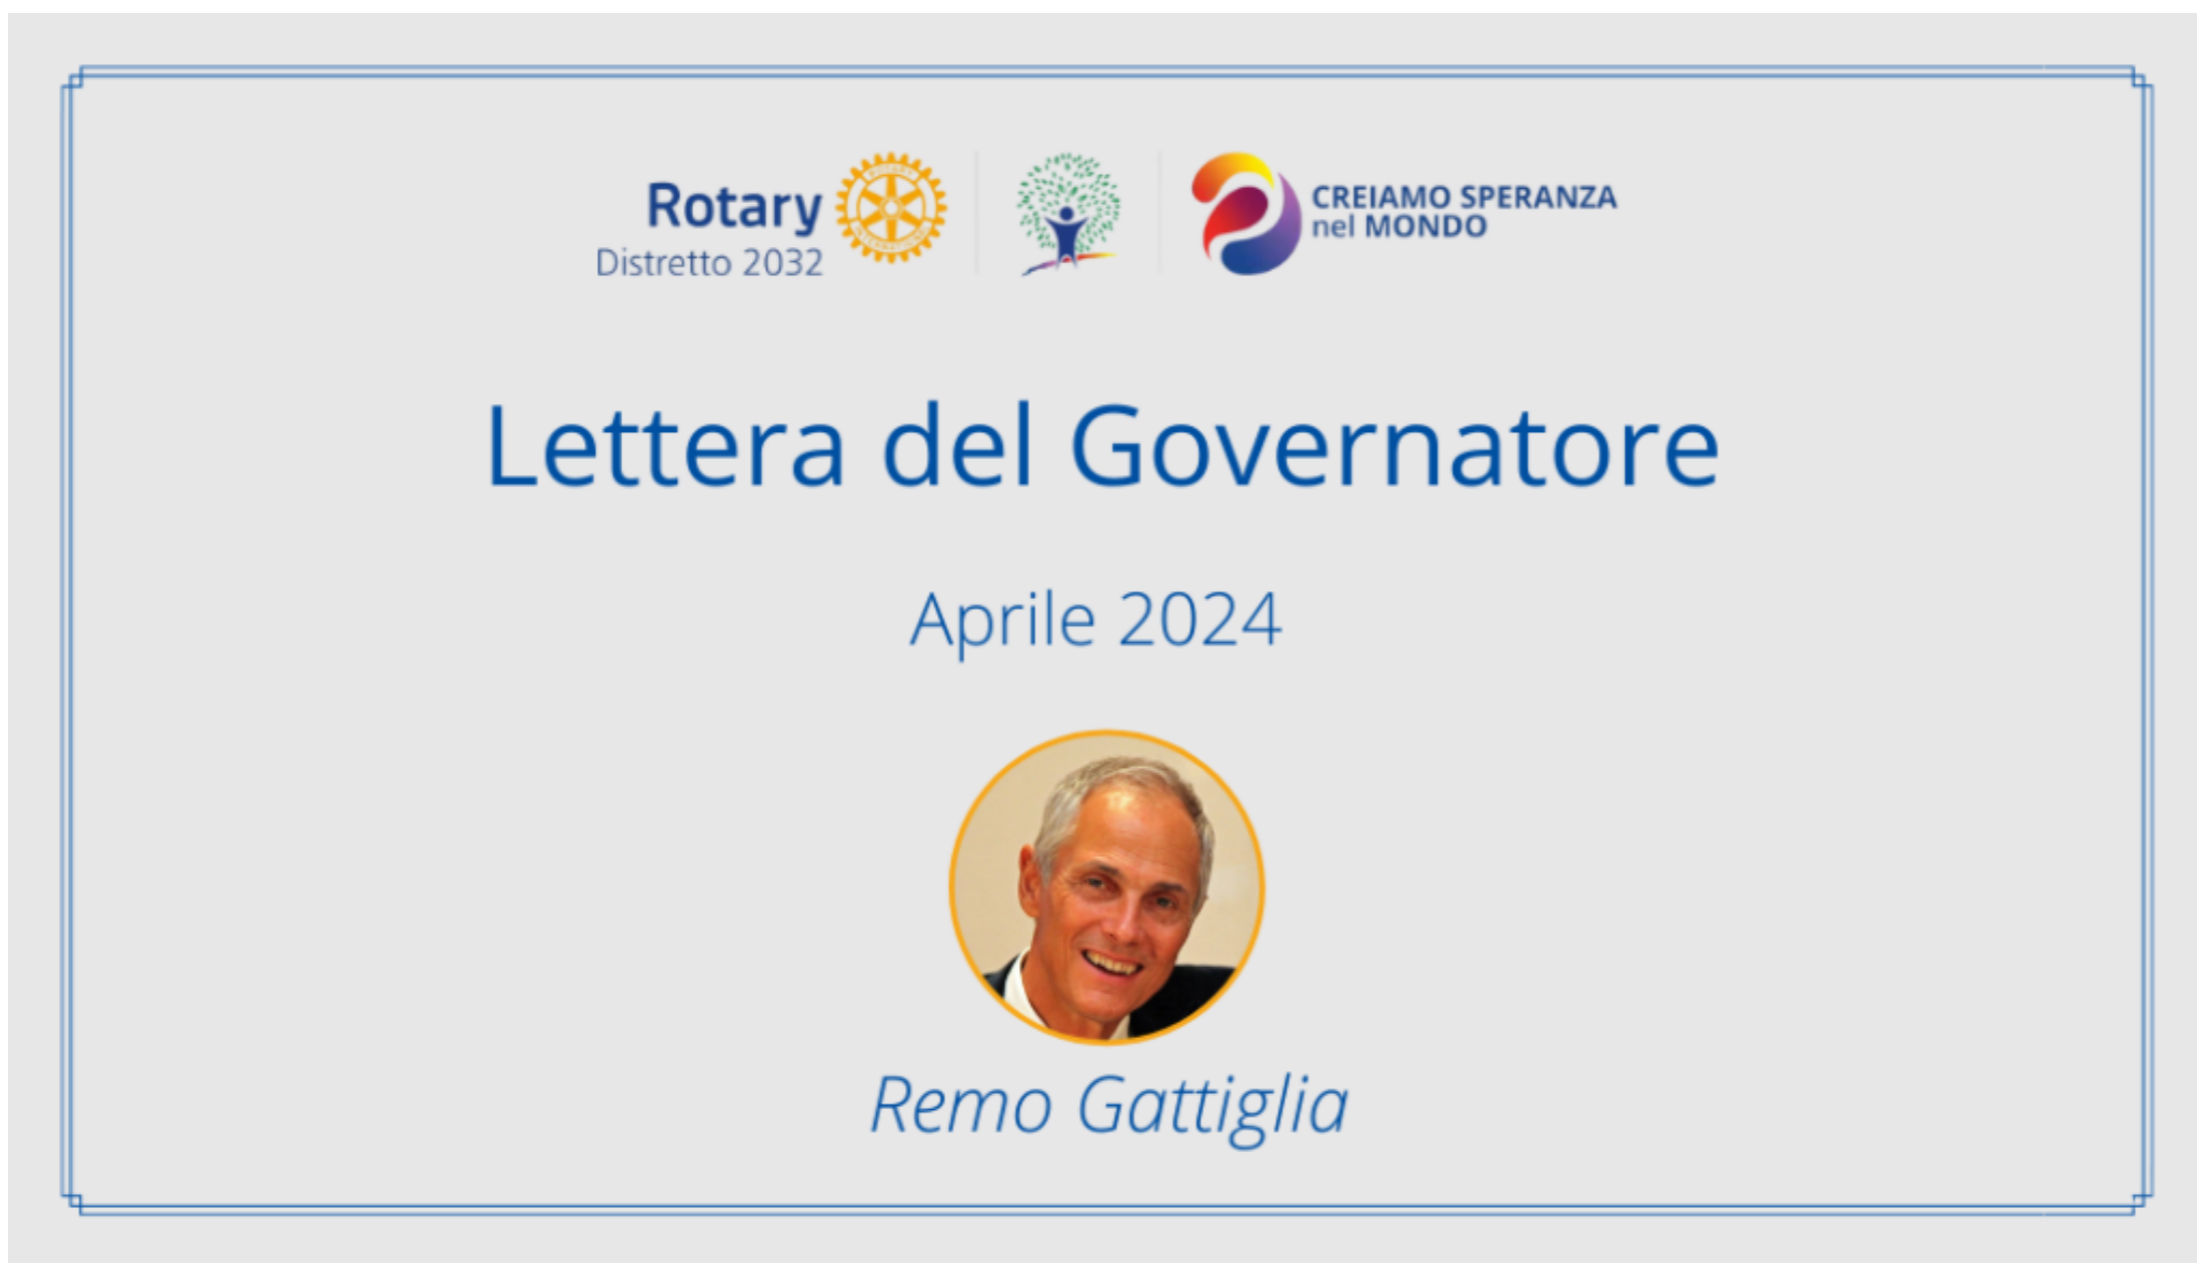 Rotary
Distretto 2032
CREIAMO SPERANZA
nel MONDO
Lettera del Governatore
Aprile 2024
Remo Gattiglia